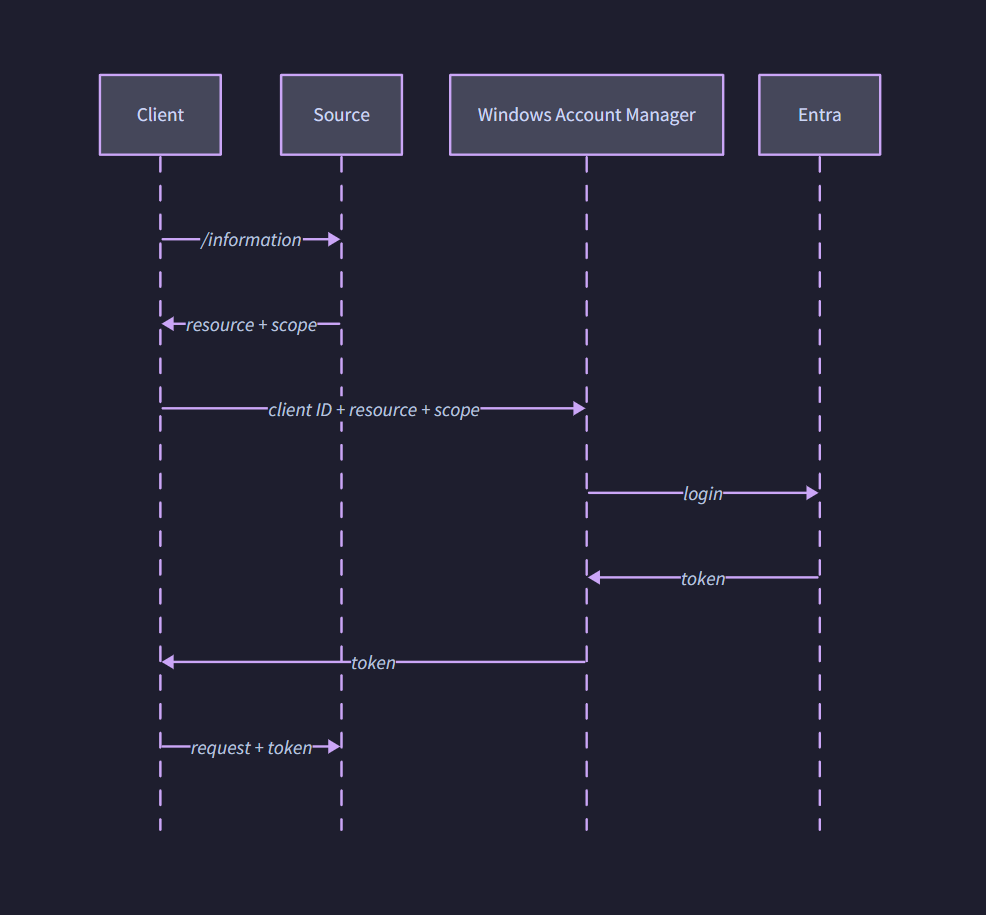 Client
Source
Windows Account Manager
Entra
/information
resource + scope
client ID + resource + scope
login
token
token
request + token